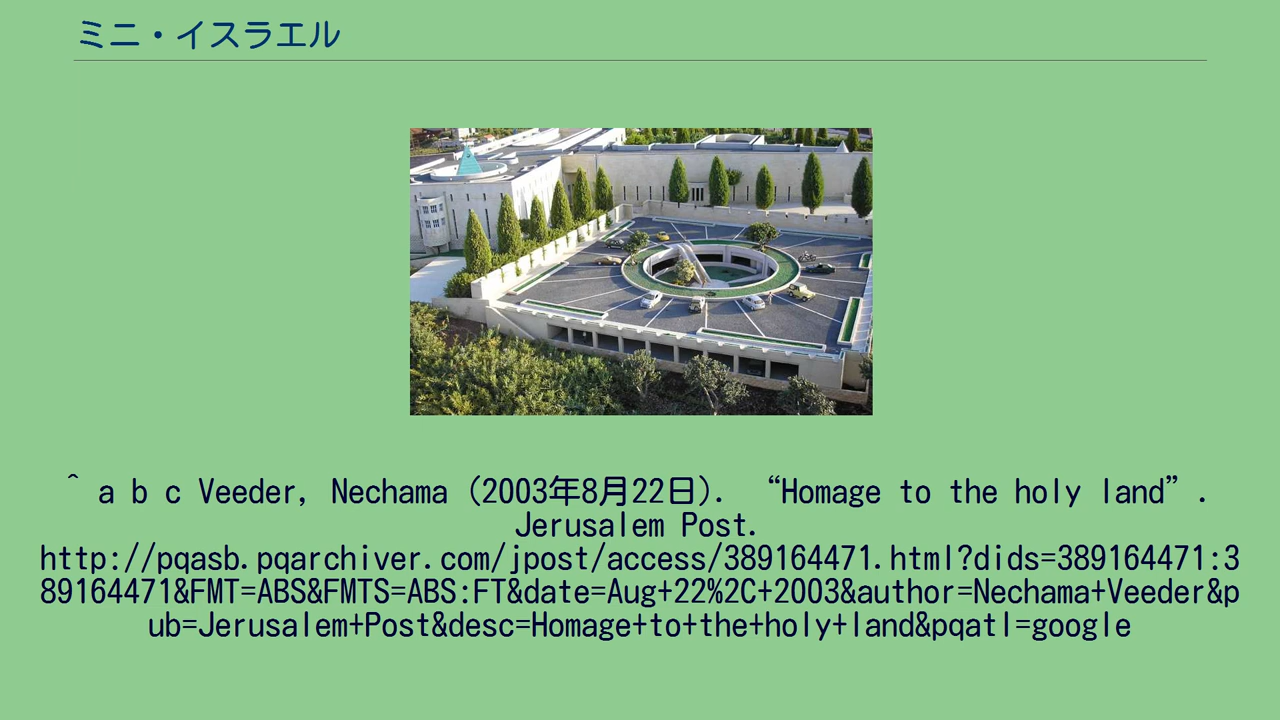 ミニ・イスラエル
^ a b c Veeder, Nechama (2003年8月22日). “Homage to the holy land”.
Jerusalem Post.
http://pqasb.pqarchiver.com/jpost/access/389164471.html?dids=389164471:3
89164471&FMT=ABS&FMTS=ABS:FT&date=Aug+22%2C+2003&author=Nechama+Veeder&p
ub=Jerusalem+Post&desc=Homage+to+the+holy+land&pqatl=google